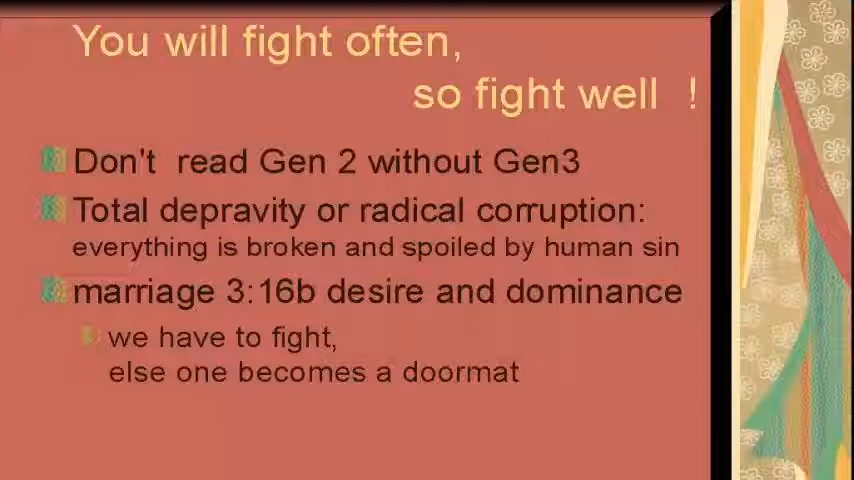 You will fight often,
so fight well !
Don't read Gen 2 without Gen3
Total depravity or radical corruption:
everything is broken and spoiled by human sin
marriage 3:16b desire and dominance
we have to fight,
else one becomes a doormat